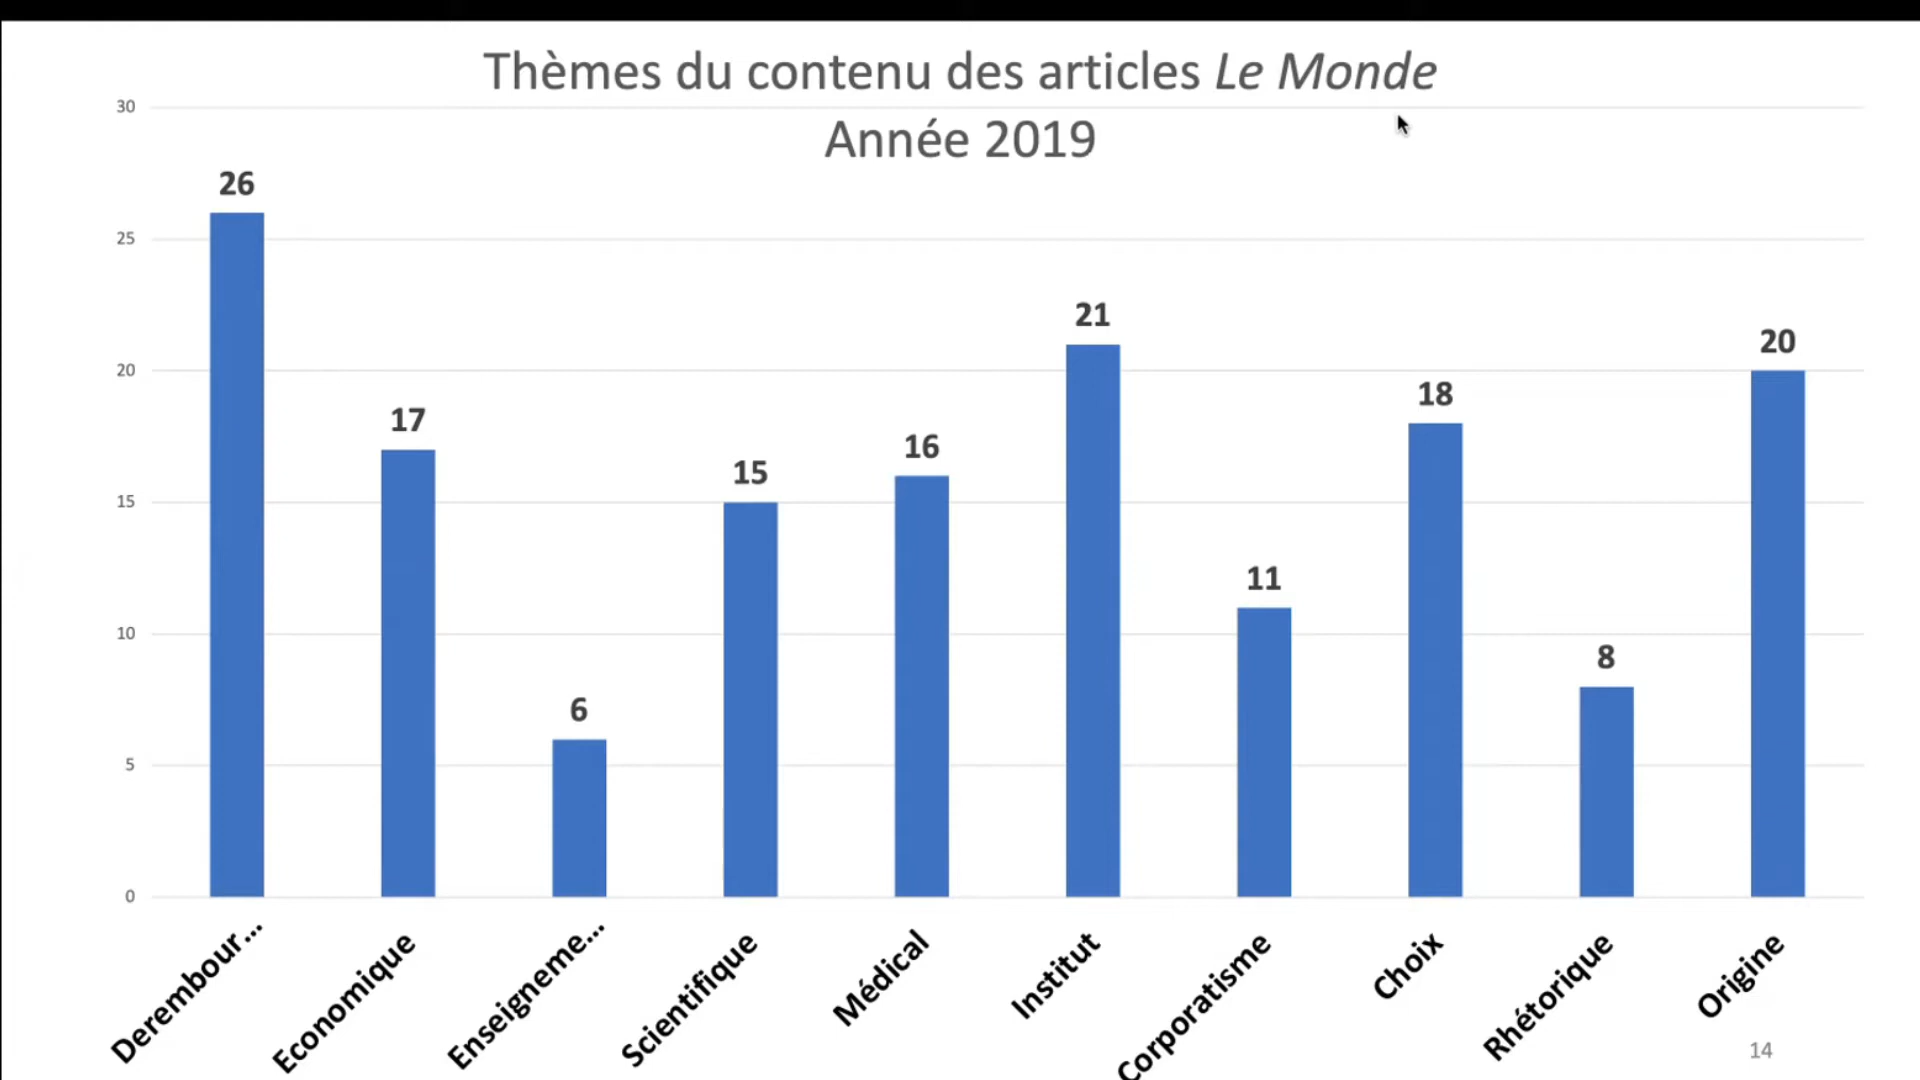 Thèmes du contenu des articles Le Monde
Année 2019
30
25
20
15
10
5
0
26
17
6
15
16
21
11
18
8
20
Derembour...
Economique
Enseigneme...
Scientifique
Médical
Institut
Corporatisme
Choix
Rhétorique
Origine
14